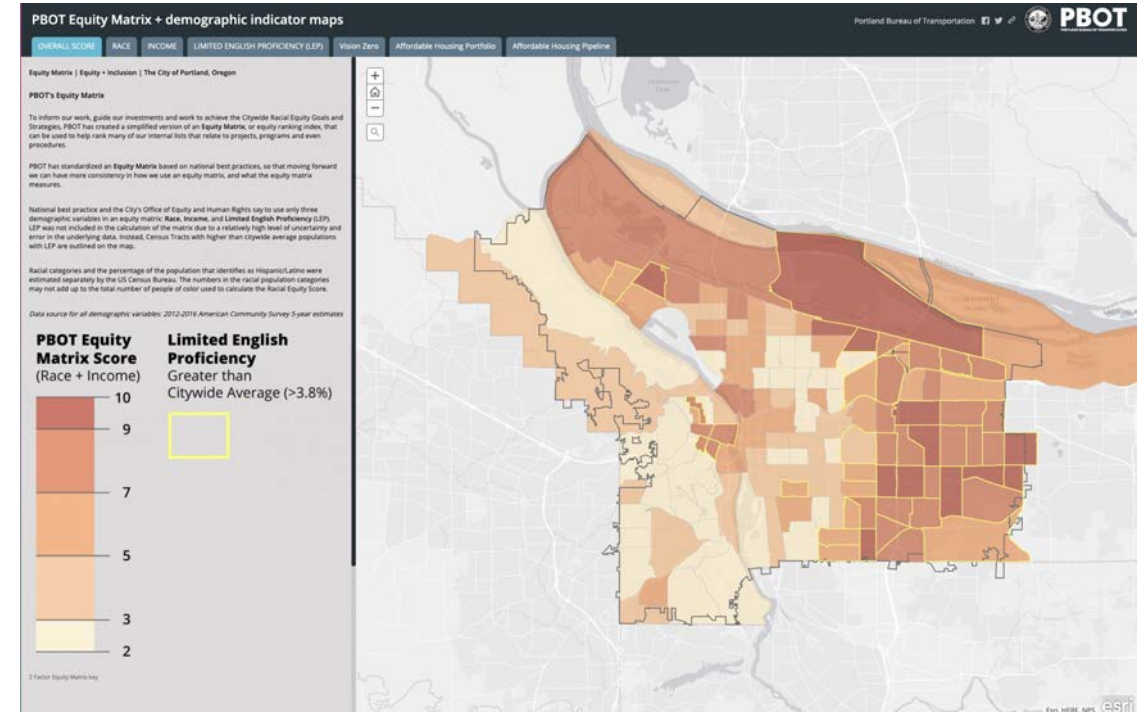 PBOT Equity Matrix + demographic indicator maps
Portland Bureau of Transportation
PBOT
PORTLAND BUREAU OF TRANSPORTATION
OVERALL SCORE
RACE
INCOME
LIMITED ENGLISH PROFICIENCY (LEP)
Vision Zero
Affordable Housing Portfolio
Affordable Housing Pipeline
Equity Matrix | Equity + Inclusion | The City of Portland, Oregon
PBOT's Equity Matrix
To inform our work, guide our investments and work to achieve the Citywide Racial Equity Goals and
Strategies, PBOT has created a simplified version of an Equity Matrix, or equity ranking index, that
can be used to help rank many of our internal lists that relate to projects, programs and even
procedures.
PBOT has standardized an Equity Matrix based on national best practices, so that moving forward
we can have more consistency in how we use an equity matrix, and what the equity matrix
measures.
National best practice and the City's Office of Equity and Human Rights say to use only three
demographic variables in an equity matrix: Race, Income, and Limited English Proficiency (LEP).
LEP was not included in the calculation of the matrix due to a relatively high level of uncertainty and
error in the underlying data. Instead, Census Tracts with higher than citywide average populations
with LEP are outlined on the map.
Racial categories and the percentage of the population that identifies as Hispanic/Latino were
estimated separately by the US Census Bureau. The numbers in the racial population categories
may not add up to the total number of people of color used to calculate the Racial Equity Score.
Data source for all demographic variables: 2012-2016 American Community Survey 5-year estimates
PBOT Equity
Matrix Score
(Race + Income)
10
9
7
5
3
2
Limited English
Proficiency
Greater than
Citywide Average (>3.8%)
2 Factor Equity Matrix key
Esri, HERE, NPS
esri